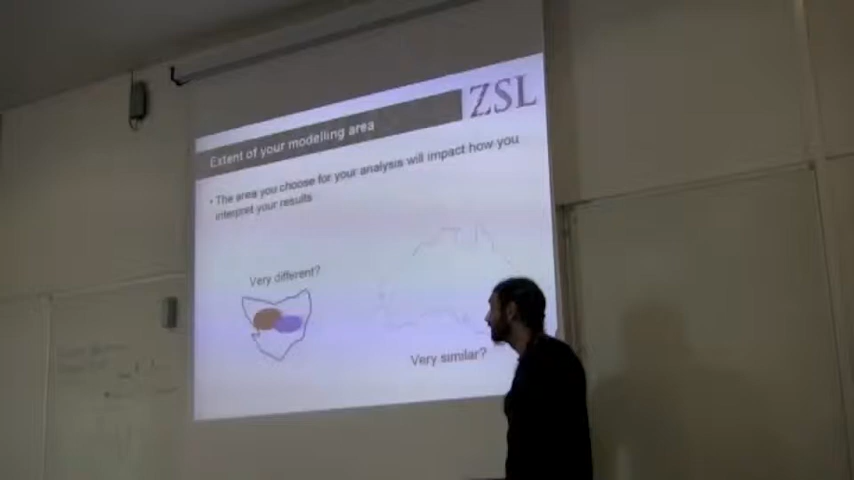 ZSL
Extent of your modelling area
• The area you choose for your analysis will impact how you
interpret your results
Very different?
Very similar?